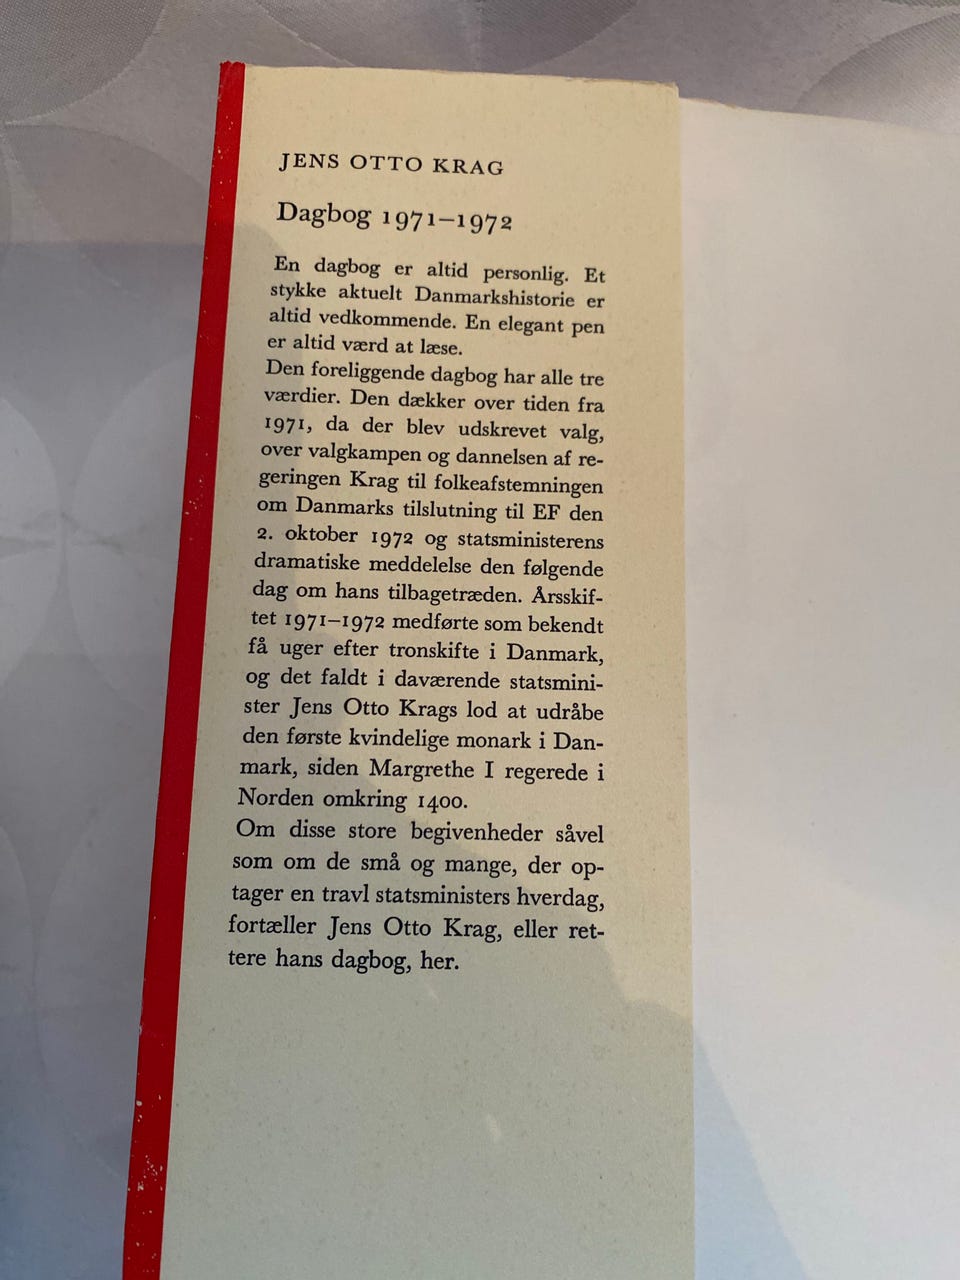 JENS OTTO KRAG
Dagbog 1971–1972
En dagbog er altid personlig. Et
stykke aktuelt Danmarkshistorie er
altid vedkommende. En elegant pen
er altid værd at læse.
Den foreliggende dagbog har alle tre
værdier. Den dækker over tiden fra
1971, da der blev udskrevet valg,
over valgkampen og dannelsen af re-
geringen Krag til folkeafstemningen
om Danmarks tilslutning til EF den
2. oktober 1972 og statsministerens
dramatiske meddelelse den følgende
dag om hans tilbagetræden. Årsskif-
tet 1971–1972 medførte som bekendt
få uger efter tronskifte i Danmark,
og det faldt i daværende statsmini-
ster Jens Otto Krags lod at udråbe
den første kvindelige monark i Dan-
mark, siden Margrethe I regerede i
Norden omkring 1400.
Om disse store begivenheder såvel
som om de små og mange, der op-
tager en travl statsministers hverdag,
fortæller Jens Otto Krag, eller ret-
tere hans dagbog, her.